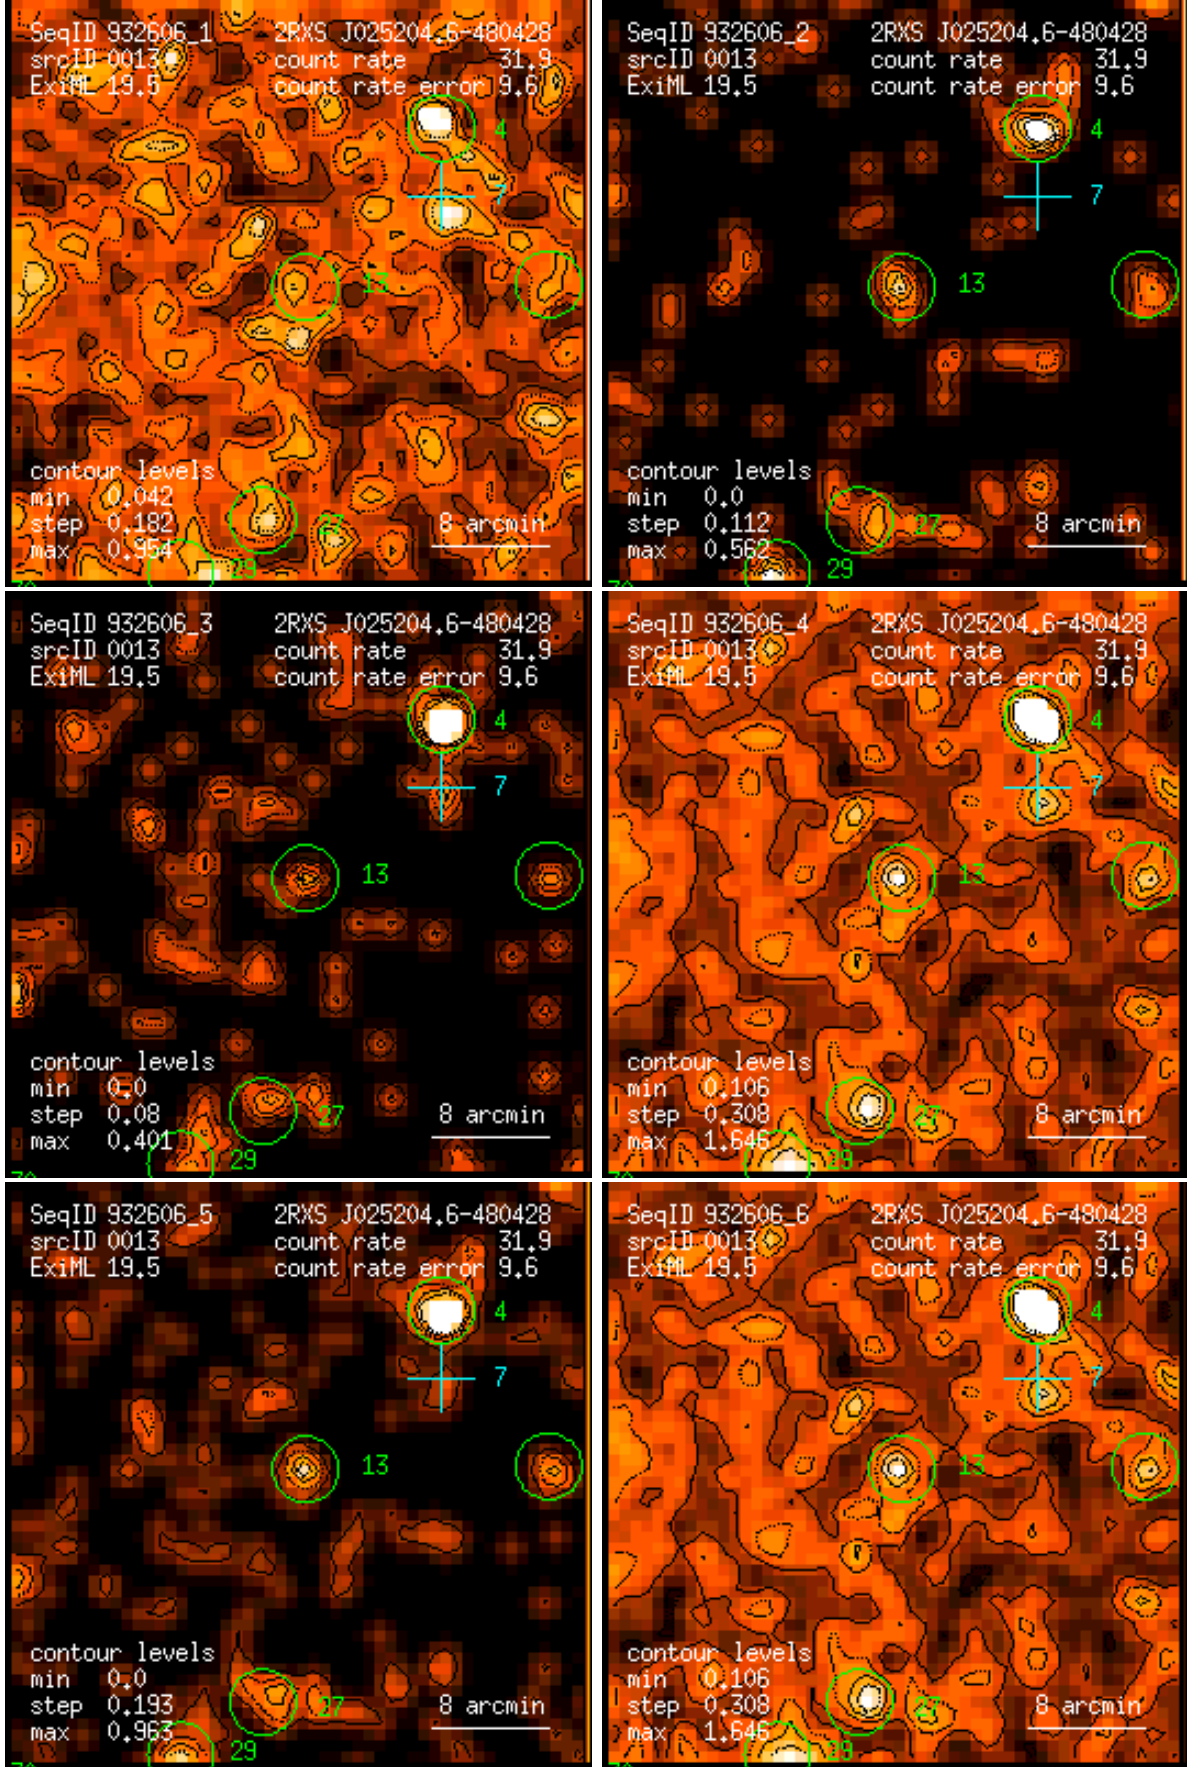 SeqID 932606_1 2RXS J025204.6-480428
srcID 0013 count rate 31.9
ExiML 19.5 count rate error 9.6
4
7
13
contour levels
min 0.042
step 0.182
max 0.954
27
8 arcmin
29
SeqID 932606_2 2RXS J025204.6-480428
srcID 0013 count rate 31.9
ExiML 19.5 count rate error 9.6
4
7
13
contour levels
min 0.0
step 0.112
max 0.562
27
8 arcmin
29
SeqID 932606_3 2RXS J025204.6-480428
srcID 0013 count rate 31.9
ExiML 19.5 count rate error 9.6
4
7
13
contour levels
min 0.0
step 0.08
max 0.401
27
8 arcmin
29
SeqID 932606_4 2RXS J025204.6-480428
srcID 0013 count rate 31.9
ExiML 19.5 count rate error 9.6
4
7
13
contour levels
min 0.106
step 0.308
max 1.646
27
8 arcmin
29
SeqID 932606_5 2RXS J025204.6-480428
srcID 0013 count rate 31.9
ExiML 19.5 count rate error 9.6
4
7
13
contour levels
min 0.0
step 0.193
max 0.963
27
8 arcmin
29
SeqID 932606_6 2RXS J025204.6-480428
srcID 0013 count rate 31.9
ExiML 19.5 count rate error 9.6
4
7
13
contour levels
min 0.106
step 0.308
max 1.646
27
8 arcmin
29